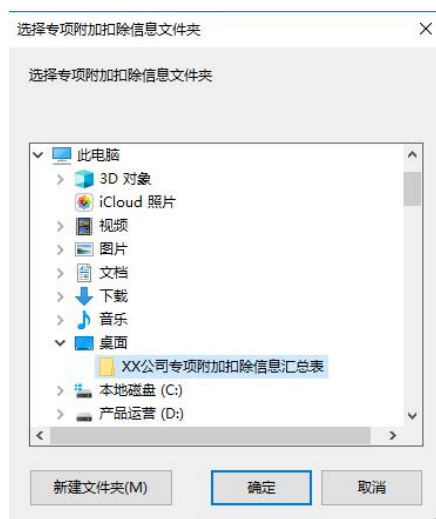 选择专项附加扣除信息文件夹
选择专项附加扣除信息文件夹
此电脑
3D 对象
iCloud 照片
视频
图片
文档
下载
音乐
桌面
XX公司专项附加扣除信息汇总表
本地磁盘 (C:)
产品运营 (D:)
新建文件夹(M) 确定 取消